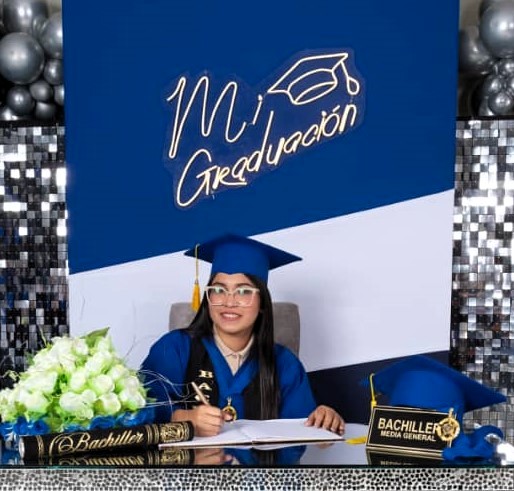 Mi
Graduación
B
A
Bachiller
BACHILLER
MEDIA GENERAL